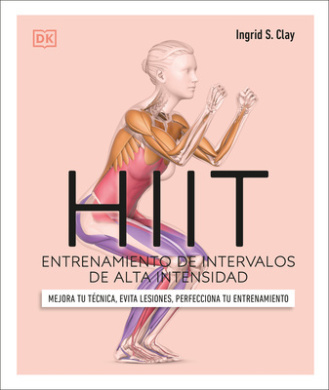 DK
Ingrid S. Clay
HIIT
ENTRENAMIENTO DE INTERVALOS
DE ALTA INTENSIDAD
MEJORA TU TÉCNICA, EVITA LESIONES, PERFECCIONA TU ENTRENAMIENTO